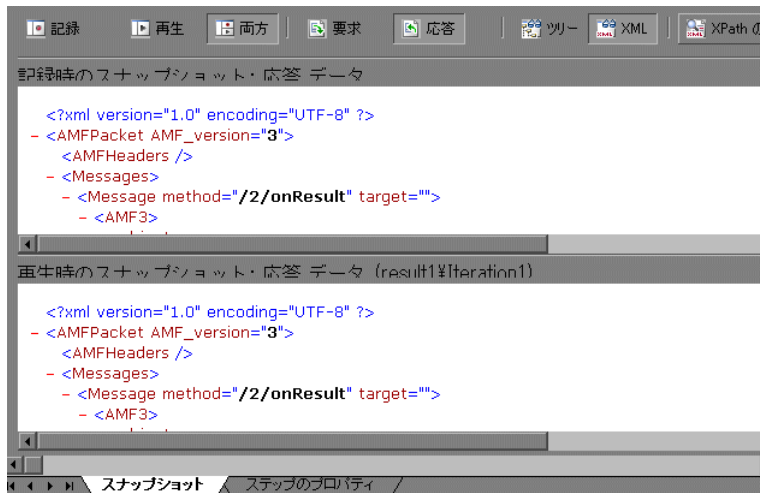 記録 再生 両方 要求 応答 ツリー XML XPath の
記録時のスナップショット・応答 データ
<?xml version="1.0" encoding="UTF-8" ?>
– <AMFPacket AMF_version="3">
<AMFHeaders />
– <Messages>
– <Message method="/2/onResult" target="">
– <AMF3>
再生時のスナップショット・応答 データ (result1¥Iteration1)
<?xml version="1.0" encoding="UTF-8" ?>
– <AMFPacket AMF_version="3">
<AMFHeaders />
– <Messages>
– <Message method="/2/onResult" target="">
– <AMF3>
スナップショット ステップのプロパティ